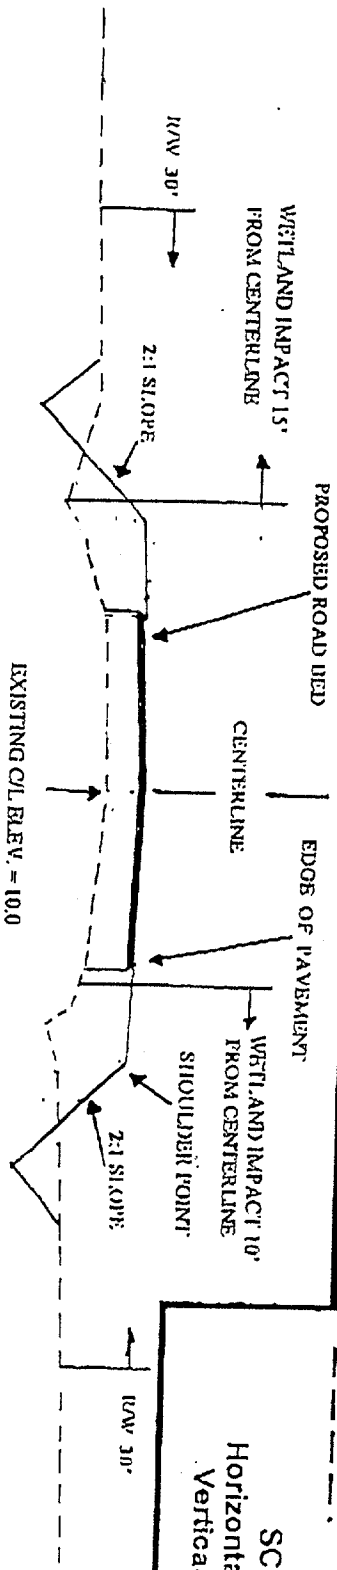 WETLAND IMPACT 15'
FROM CENTERLINE
R/W 30'
2:1 SLOPE
PROPOSED ROAD BED
CENTERLINE
EXISTING C/L ELEV. = 10.0
EDGE OF PAVEMENT
WETLAND IMPACT 10'
FROM CENTERLINE
SHOULDER POINT
2:1 SLOPE
R/W 30'
SC
Horizonta
Vertica